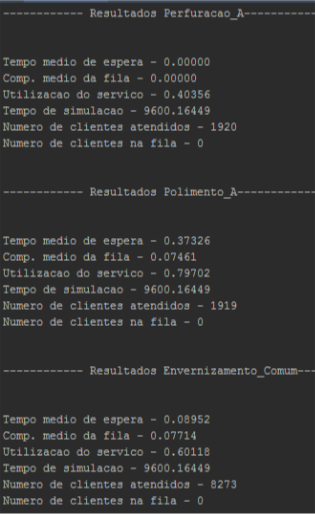 ------------ Resultados Perfuracao_A-----------
Tempo medio de espera - 0.00000
Comp. medio da fila - 0.00000
Utilizacao do servico - 0.40356
Tempo de simulacao - 9600.16449
Numero de clientes atendidos - 1920
Numero de clientes na fila - 0
------------ Resultados Polimento_A------------
Tempo medio de espera - 0.37326
Comp. medio da fila - 0.07461
Utilizacao do servico - 0.79702
Tempo de simulacao - 9600.16449
Numero de clientes atendidos - 1919
Numero de clientes na fila - 0
------------ Resultados Envernizamento_Comum---
Tempo medio de espera - 0.08952
Comp. medio da fila - 0.07714
Utilizacao do servico - 0.60118
Tempo de simulacao - 9600.16449
Numero de clientes atendidos - 8273
Numero de clientes na fila - 0